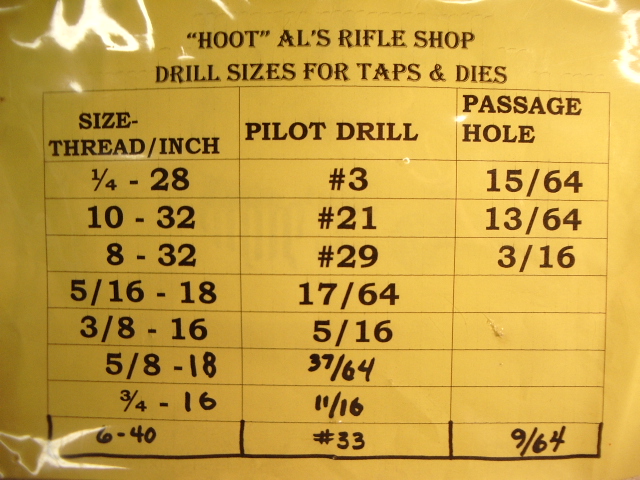 “HOOT” AL’S RIFLE SHOP
DRILL SIZES FOR TAPS & DIES
SIZE-
THREAD/INCH PILOT DRILL PASSAGE
HOLE
¼ - 28 #3 15/64
10 - 32 #21 13/64
8 - 32 #29 3/16
5/16 - 18 17/64
3/8 - 16 5/16
5/8 -18 37/64
¾ - 16 11/16
6-40 #33 9/64